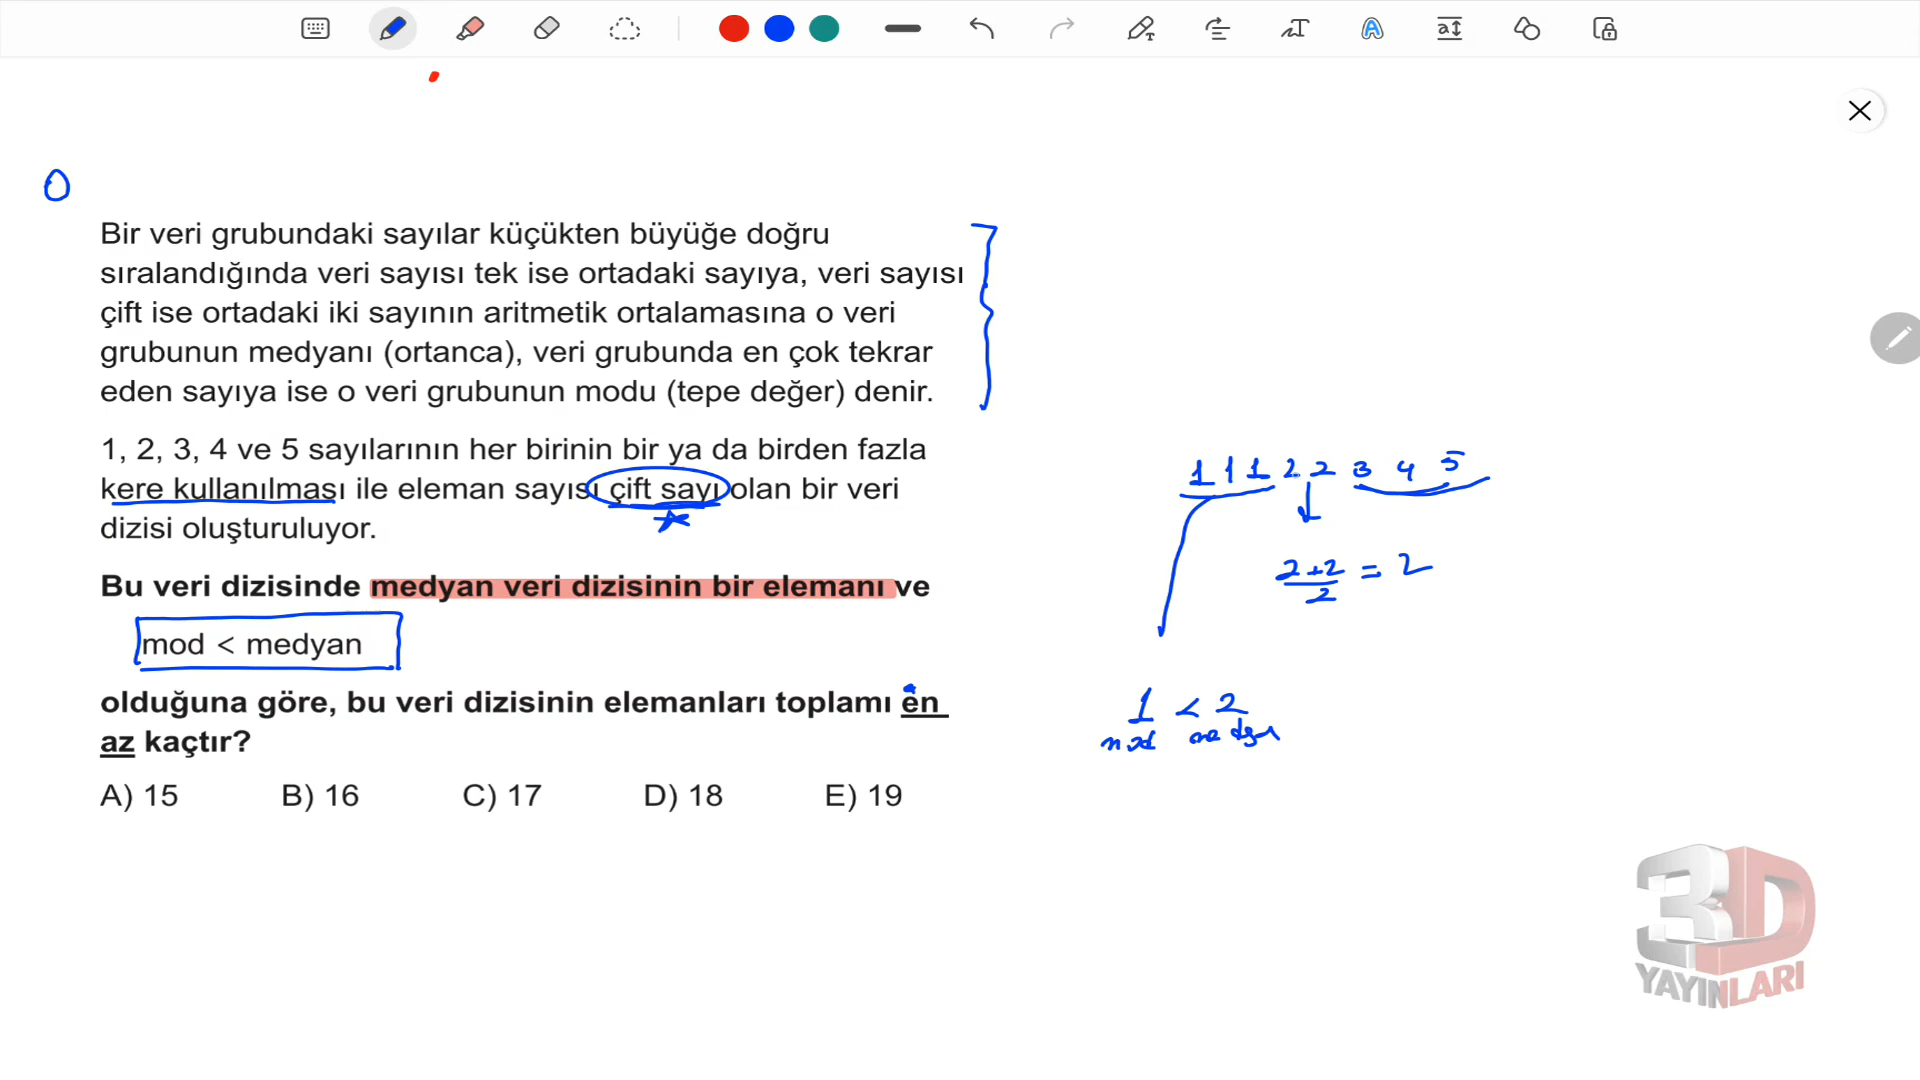 Bir veri grubundaki sayılar küçükten büyüğe doğru
sıralandığında veri sayısı tek ise ortadaki sayıya, veri sayısı
çift ise ortadaki iki sayının aritmetik ortalamasına o veri
grubunun medyanı (ortanca), veri grubunda en çok tekrar
eden sayıya ise o veri grubunun modu (tepe değer) denir.
1, 2, 3, 4 ve 5 sayılarının her birinin bir ya da birden fazla
kere kullanılması ile eleman sayısı çift sayı olan bir veri
dizisi oluşturuluyor.
Bu veri dizisinde medyan veri dizisinin bir elemanı ve
mod < medyan
olduğuna göre, bu veri dizisinin elemanları toplamı en
az kaçtır?
A) 15 B) 16 C) 17 D) 18 E) 19
1 1 1 2 2 3 4 5
2+2
2
= 2
1 < 2
mod medyan
3D
YAYINLARI